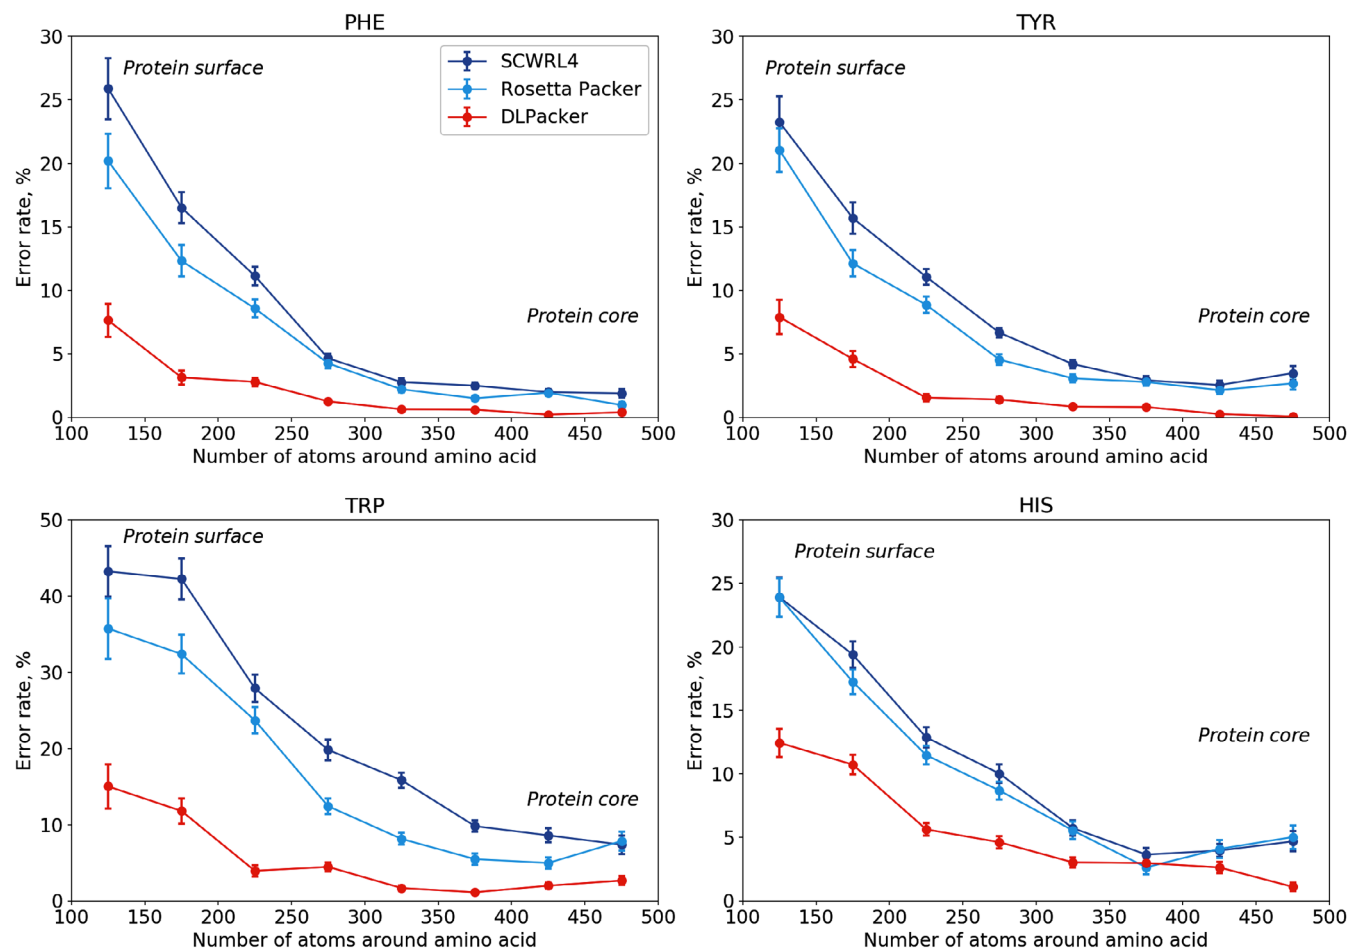 PHE
30
25
20
15
10
5
0
Error rate, %
Protein surface
SCWRL4
Rosetta Packer
DLPacker
Protein core
100 150 200 250 300 350 400 450 500
Number of atoms around amino acid
TYR
30
25
20
15
10
5
0
Error rate, %
Protein surface
Protein core
100 150 200 250 300 350 400 450 500
Number of atoms around amino acid
TRP
50
40
30
20
10
0
Error rate, %
Protein surface
Protein core
100 150 200 250 300 350 400 450 500
Number of atoms around amino acid
HIS
30
25
20
15
10
5
0
Error rate, %
Protein surface
Protein core
100 150 200 250 300 350 400 450 500
Number of atoms around amino acid